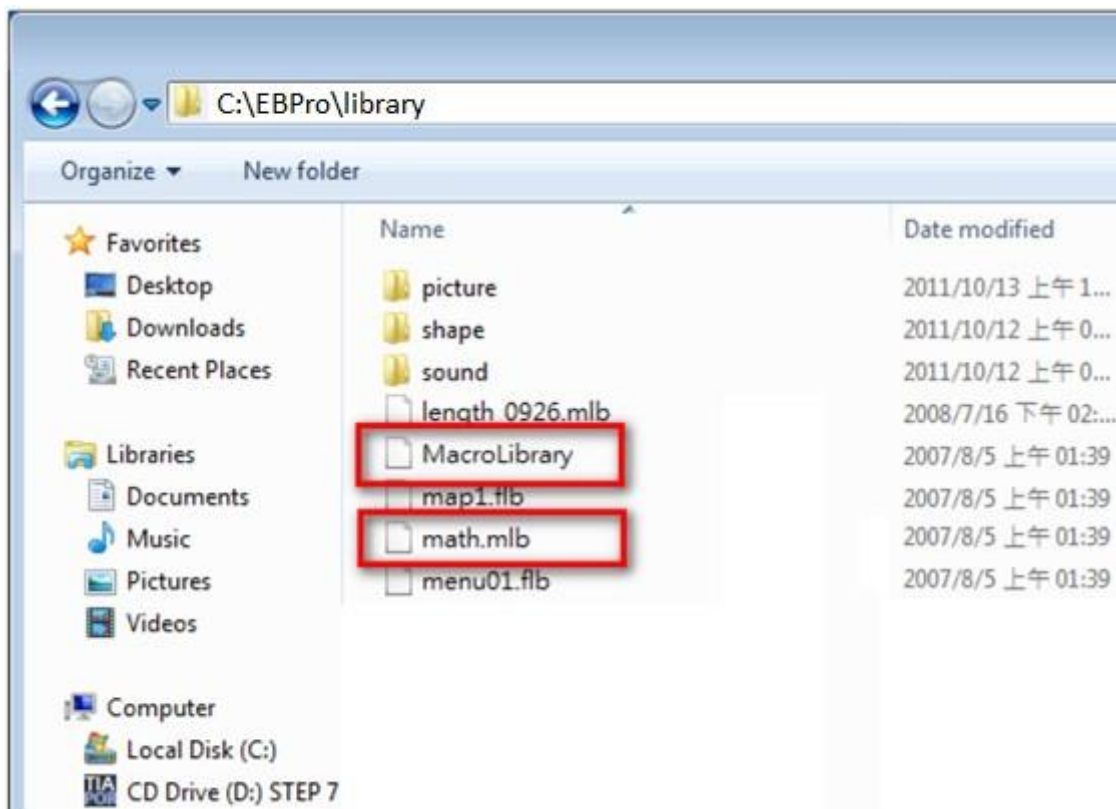 C:\EBPro\library
Organize New folder
Name Date modified
Favorites
Desktop
Downloads
Recent Places
Libraries
Documents
Music
Pictures
Videos
Computer
Local Disk (C:)
CD Drive (D:) STEP 7
picture 2011/10/13 上午 1...
shape 2011/10/12 上午 0...
sound 2011/10/12 上午 0...
length_0926.mlb 2008/7/16 下午 02:...
MacroLibrary 2007/8/5 上午 01:39
map1.flb 2007/8/5 上午 01:39
math.mlb 2007/8/5 上午 01:39
menu01.flb 2007/8/5 上午 01:39